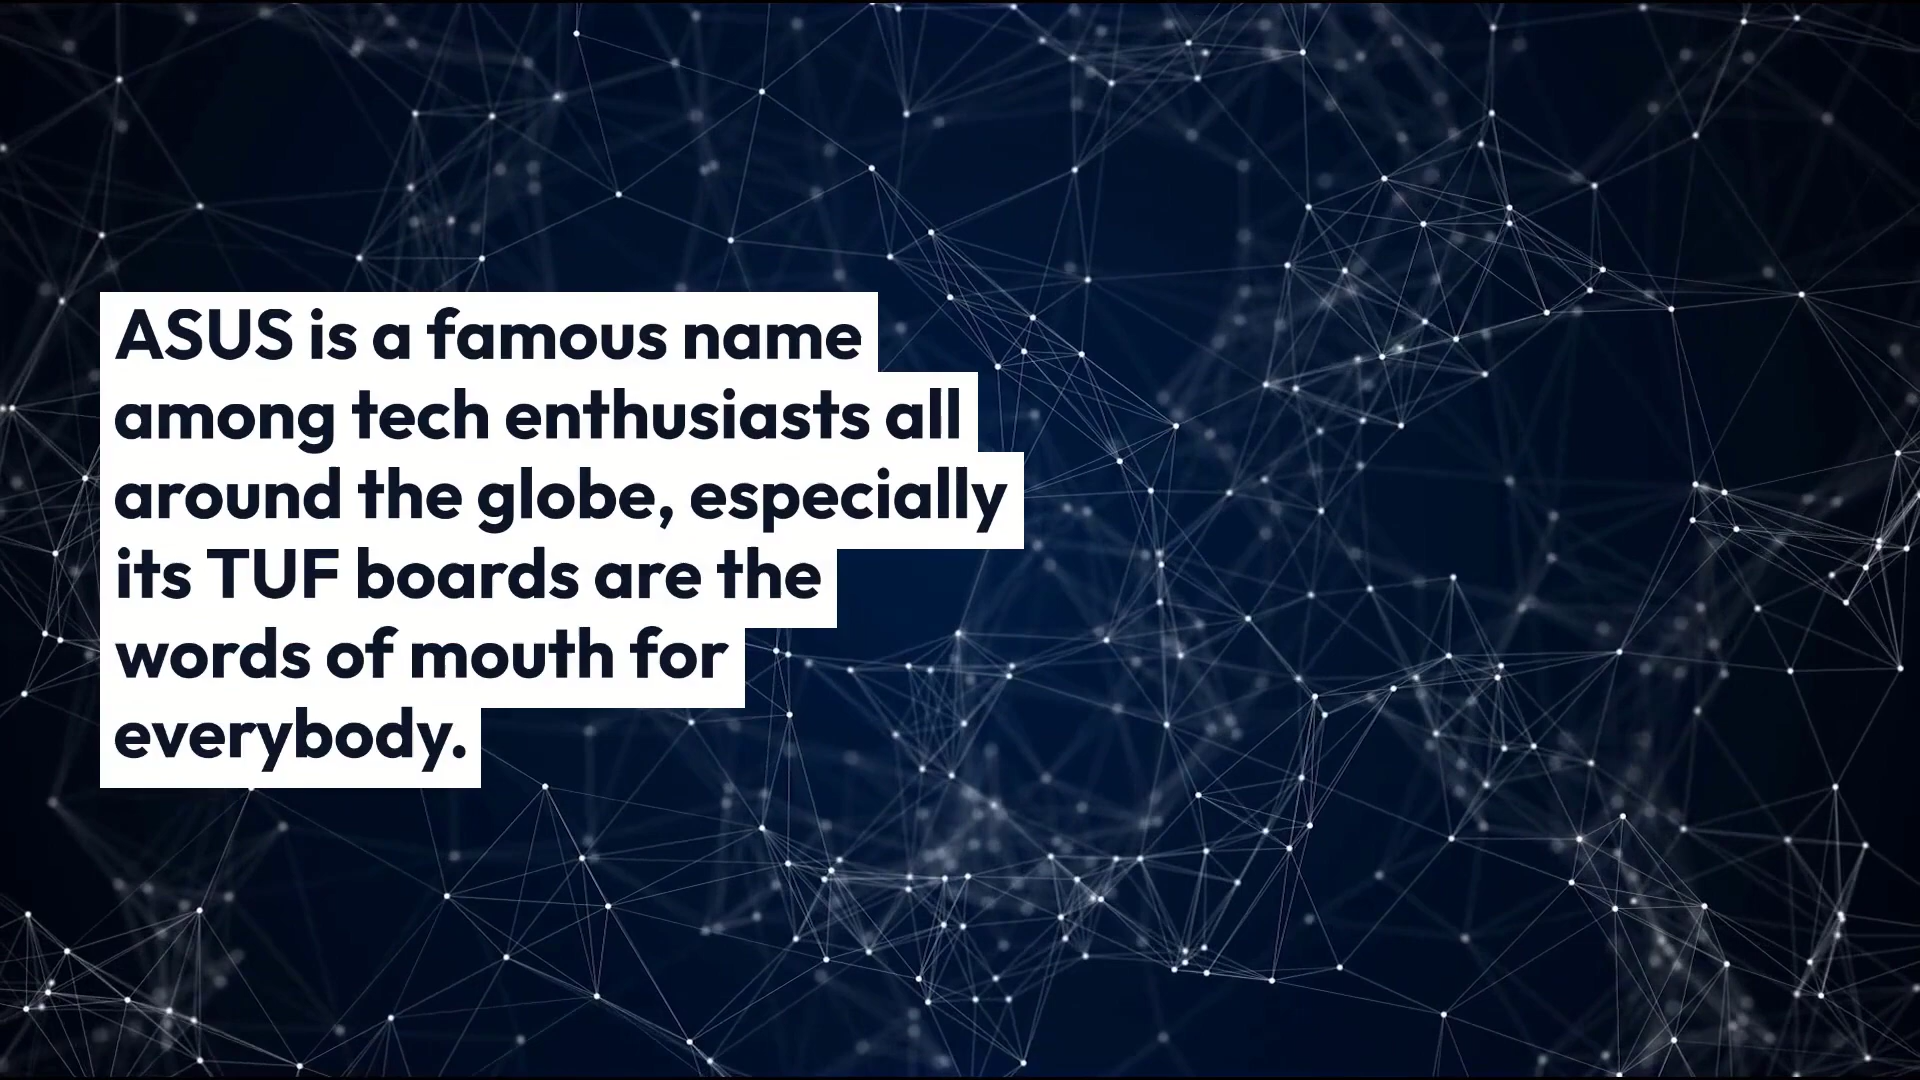 ASUS is a famous name
among tech enthusiasts all
around the globe, especially
its TUF boards are the
words of mouth for
everybody.